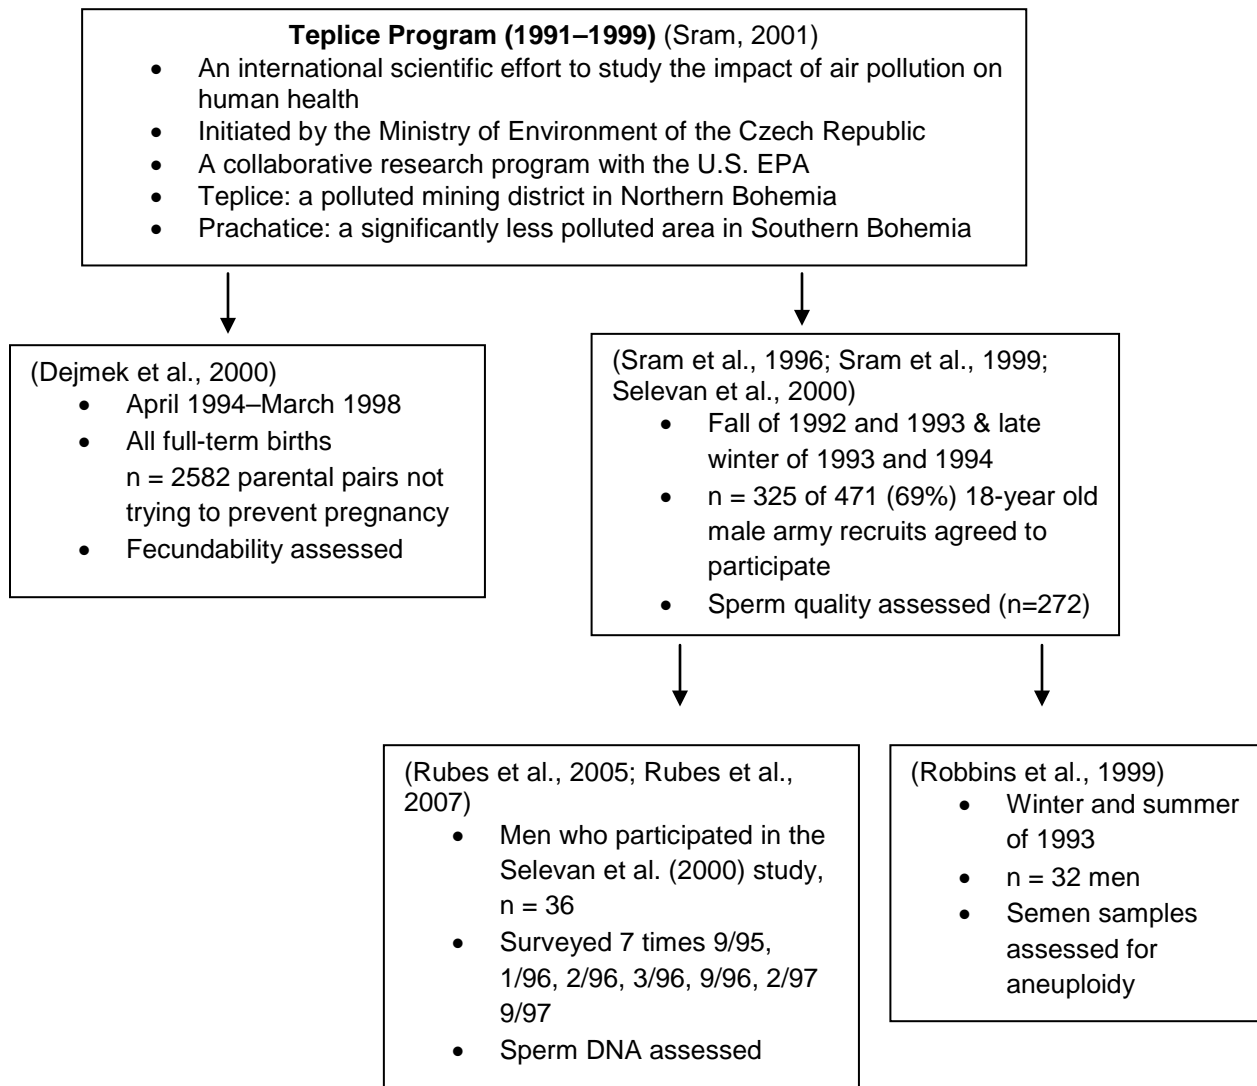 Teplice Program (1991–1999) (Sram, 2001)
• An international scientific effort to study the impact of air pollution on
human health
• Initiated by the Ministry of Environment of the Czech Republic
• A collaborative research program with the U.S. EPA
• Teplice: a polluted mining district in Northern Bohemia
• Prachatice: a significantly less polluted area in Southern Bohemia
(Dejmek et al., 2000)
• April 1994–March 1998
• All full-term births
n = 2582 parental pairs not
trying to prevent pregnancy
• Fecundability assessed
(Sram et al., 1996; Sram et al., 1999;
Selevan et al., 2000)
• Fall of 1992 and 1993 & late
winter of 1993 and 1994
• n = 325 of 471 (69%) 18-year old
male army recruits agreed to
participate
• Sperm quality assessed (n=272)
(Rubes et al., 2005; Rubes et al.,
2007)
• Men who participated in the
Selevan et al. (2000) study,
n = 36
• Surveyed 7 times 9/95,
1/96, 2/96, 3/96, 9/96, 2/97
9/97
• Sperm DNA assessed
(Robbins et al., 1999)
• Winter and summer
of 1993
• n = 32 men
• Semen samples
assessed for
aneuploidy